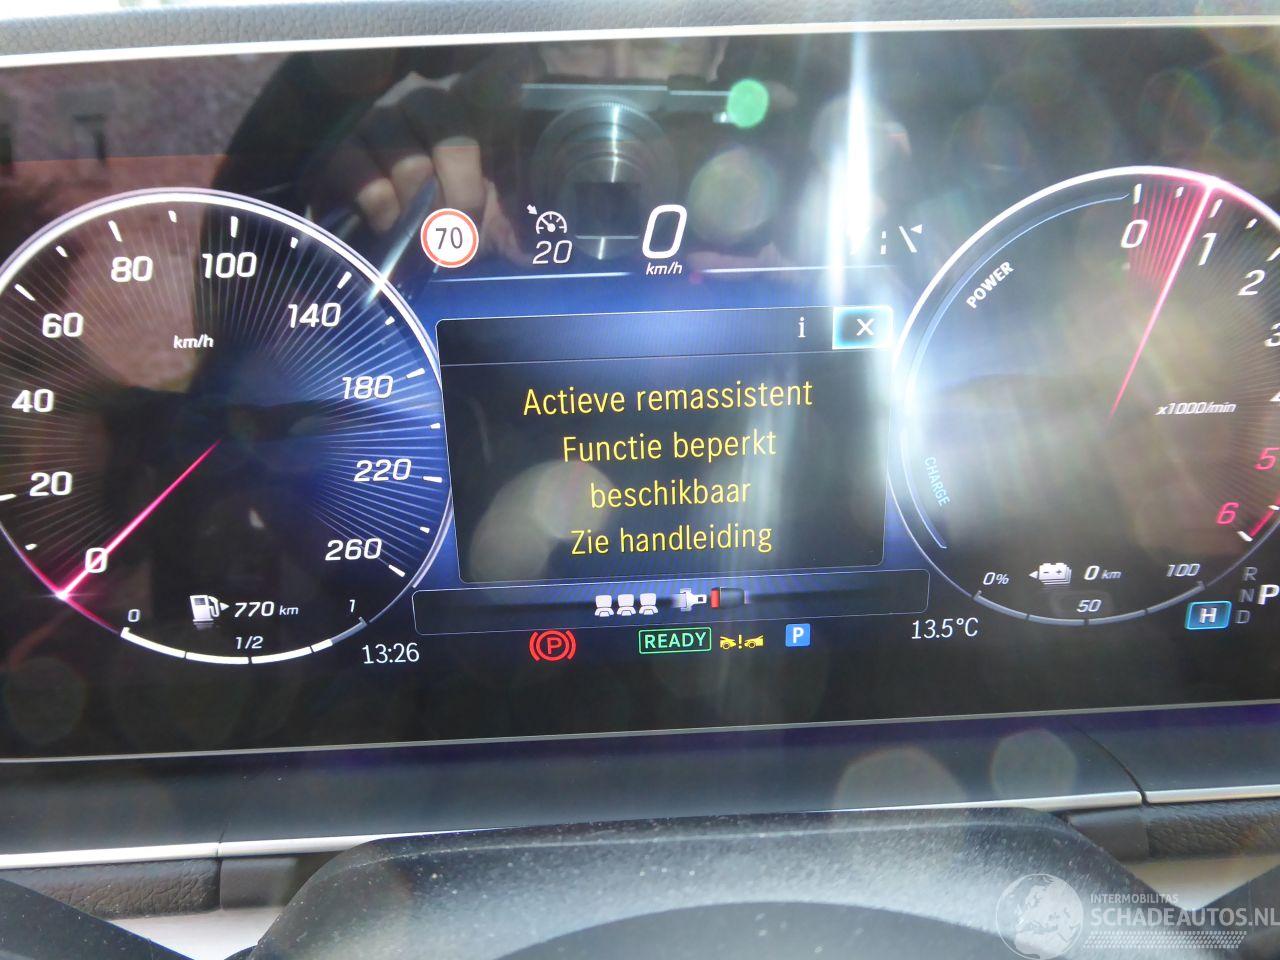 70
20
0
km/h
0
20
40
60
80
100
140
180
220
260
km/h
i X
Actieve remassistent
Functie beperkt
beschikbaar
Zie handleiding
POWER
CHARGE
0
1
2
3
5
6
x1000/min
0 1/2 1
770 km
13:26
P
READY
P
13.5°C
0% 50 100
0 km
R
N
D
P
H
INTERMOBILITAS
SCHADEAUTOS.NL